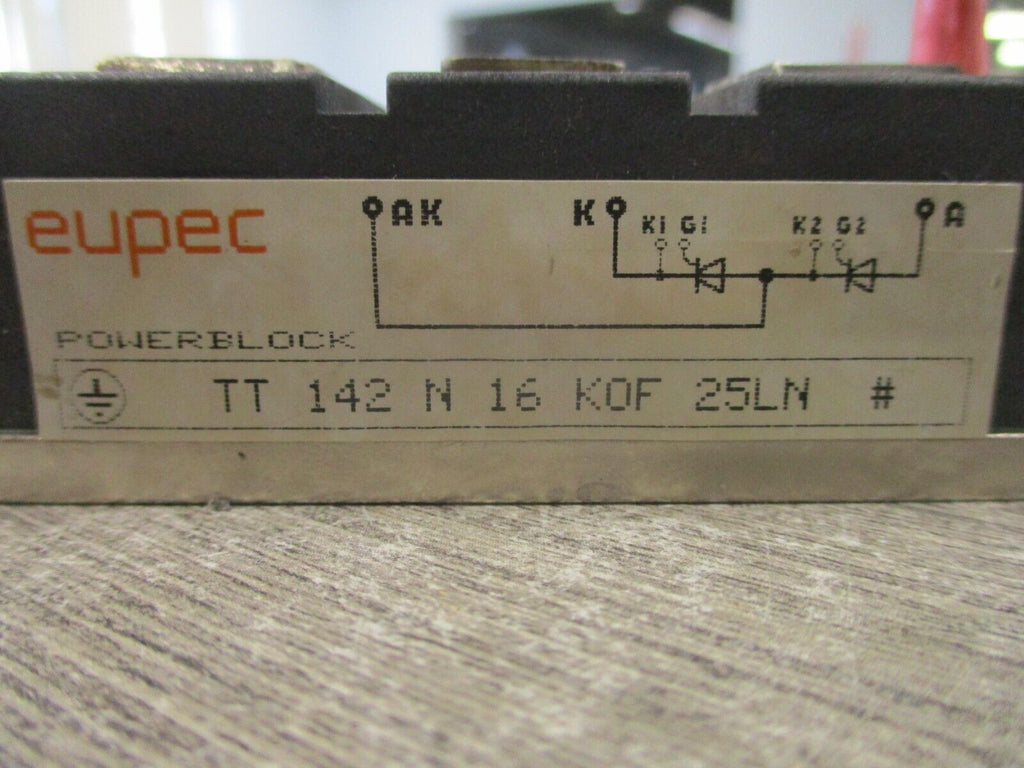 eupec
AK K A
K1 G1 K2 G2
POWERBLOCK
TT 142 N 16 KOF 25LN #